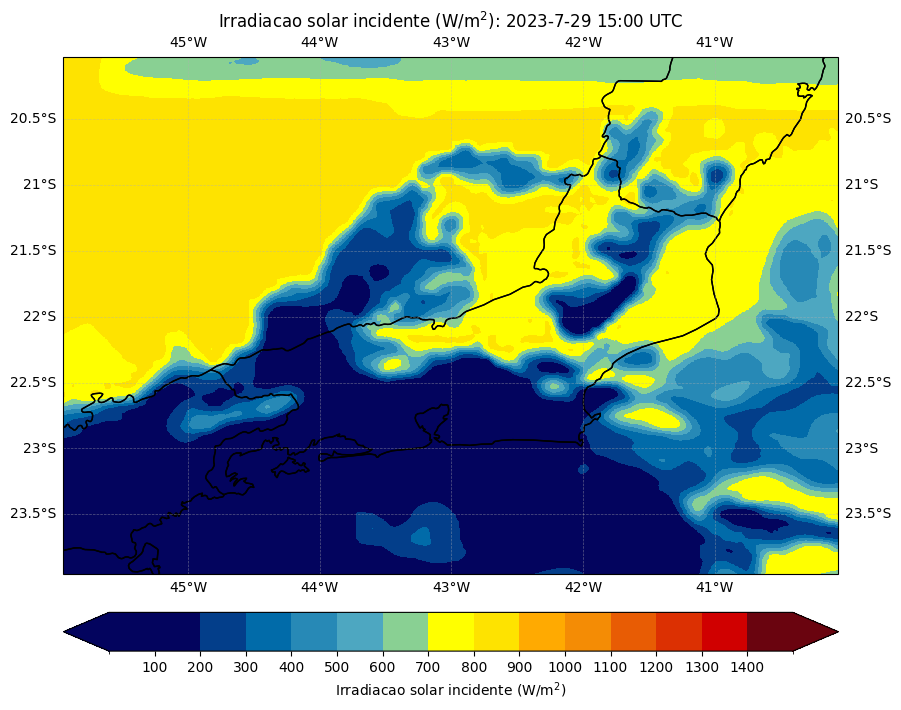 Irradiacao solar incidente (W/m²): 2023-7-29 15:00 UTC
45°W 44°W 43°W 42°W 41°W
20.5°S 20.5°S
21°S 21°S
21.5°S 21.5°S
22°S 22°S
22.5°S 22.5°S
23°S 23°S
23.5°S 23.5°S
45°W 44°W 43°W 42°W 41°W
100 200 300 400 500 600 700 800 900 1000 1100 1200 1300 1400
Irradiacao solar incidente (W/m²)